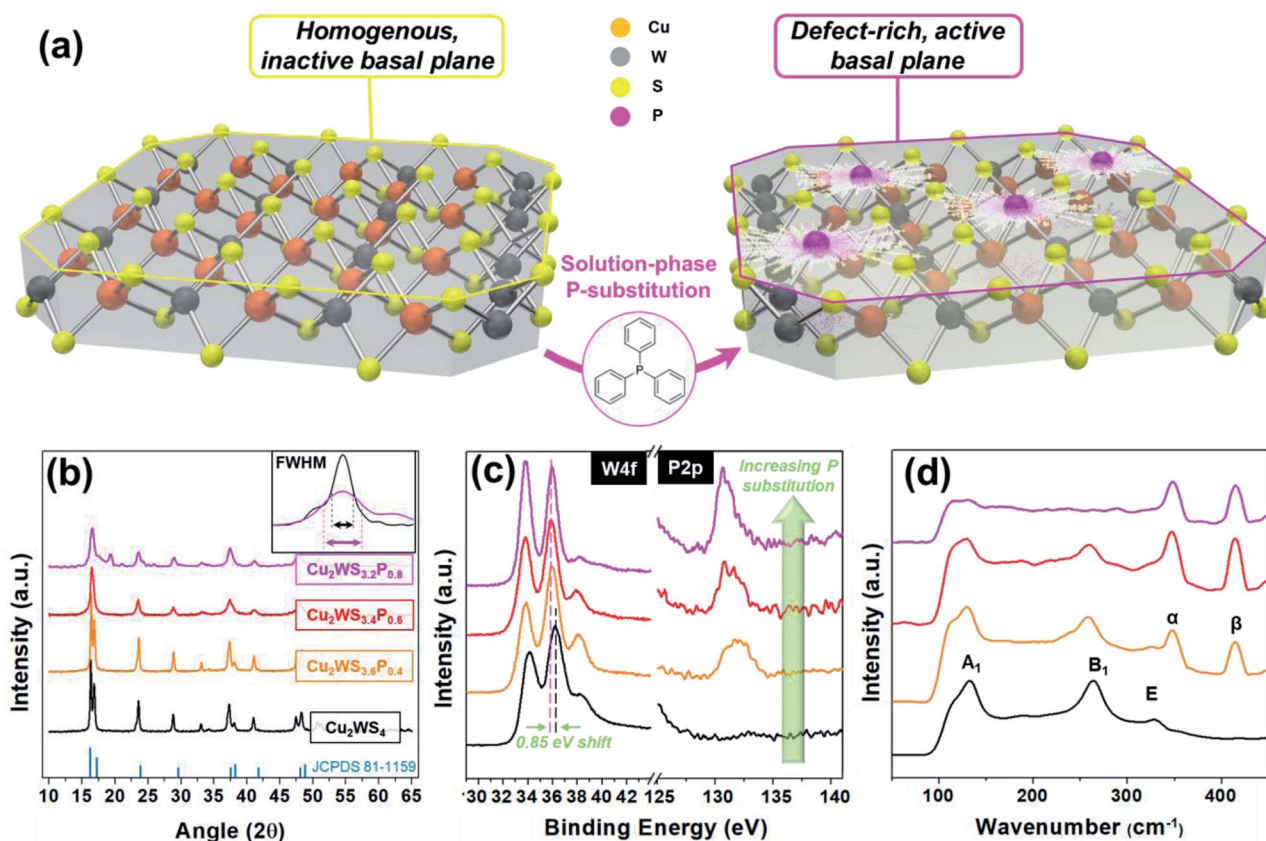 (a)
Homogenous,
inactive basal plane
Cu
W
S
P
Defect-rich, active
basal plane
Solution-phase
P-substitution
P
(b)
FWHM
Cu₂WS₃.₂P₀.₈
Cu₂WS₃.₄P₀.₆
Cu₂WS₃.₆P₀.₄
Cu₂WS₄
JCPDS 81-1159
Intensity (a.u.)
10 15 20 25 30 35 40 45 50 55 60 65
Angle (2θ)
(c)
W4f
P2p
Increasing P
substitution
0.85 eV shift
Intensity (a.u.)
30 34 36 38 40 42 125 131 134 137 140
Binding Energy (eV)
(d)
α
β
A₁
B₁
E
Intensity (a.u.)
100 200 300 400
Wavenumber (cm⁻¹)